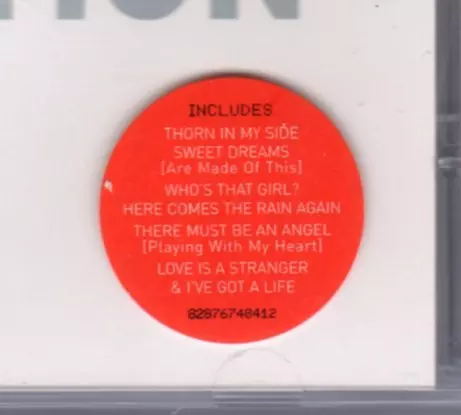 INCLUDES
THORN IN MY SIDE
SWEET DREAMS
[Are Made Of This]
WHO'S THAT GIRL?
HERE COMES THE RAIN AGAIN
THERE MUST BE AN ANGEL
[Playing With My Heart]
LOVE IS A STRANGER
& I'VE GOT A LIFE
82876748412